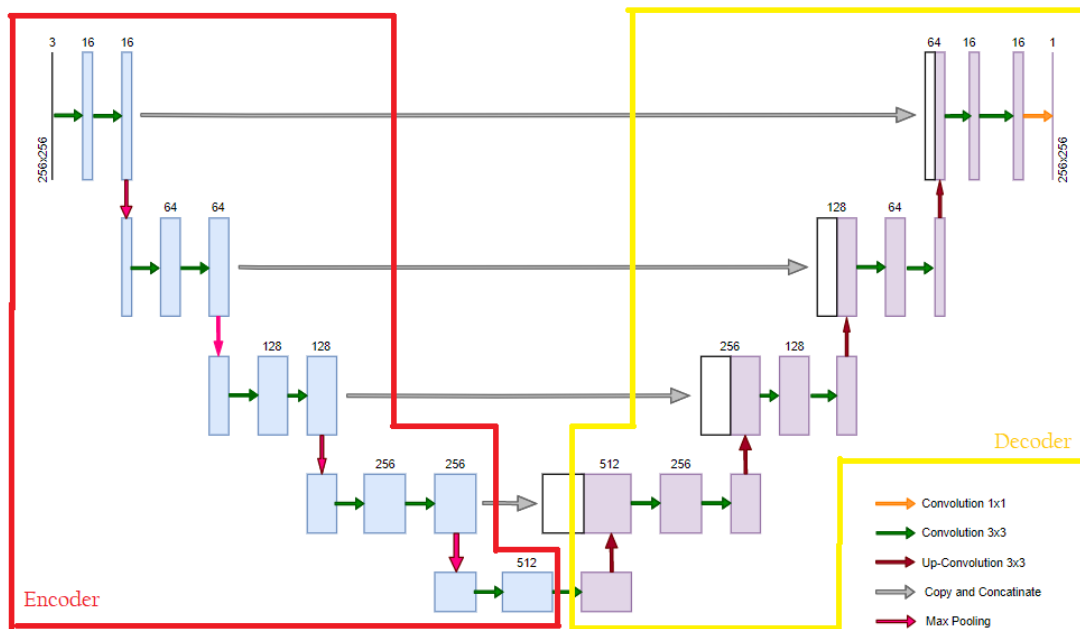 3 16 16
64 16 16 1
256x256
256x256
64 64
128 64
128 128
256 128
256 256
512 256
512
Decoder
Convolution 1x1
Convolution 3x3
Up-Convolution 3x3
Copy and Concatinate
Max Pooling
Encoder